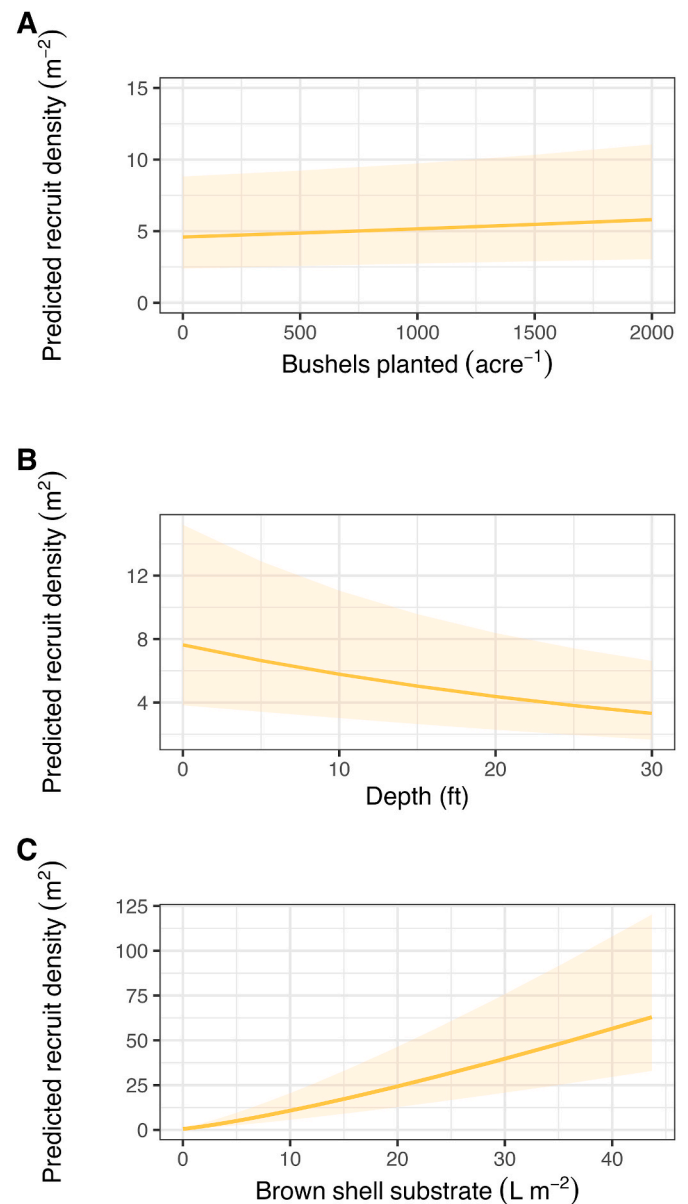 A
Predicted recruit density (m⁻²)
15
10
5
0
0 500 1000 1500 2000
Bushels planted (acre⁻¹)
B
Predicted recruit density (m²)
12
8
4
0 10 20 30
Depth (ft)
C
Predicted recruit density (m²)
125
100
75
50
25
0
0 10 20 30 40
Brown shell substrate (L m⁻²)